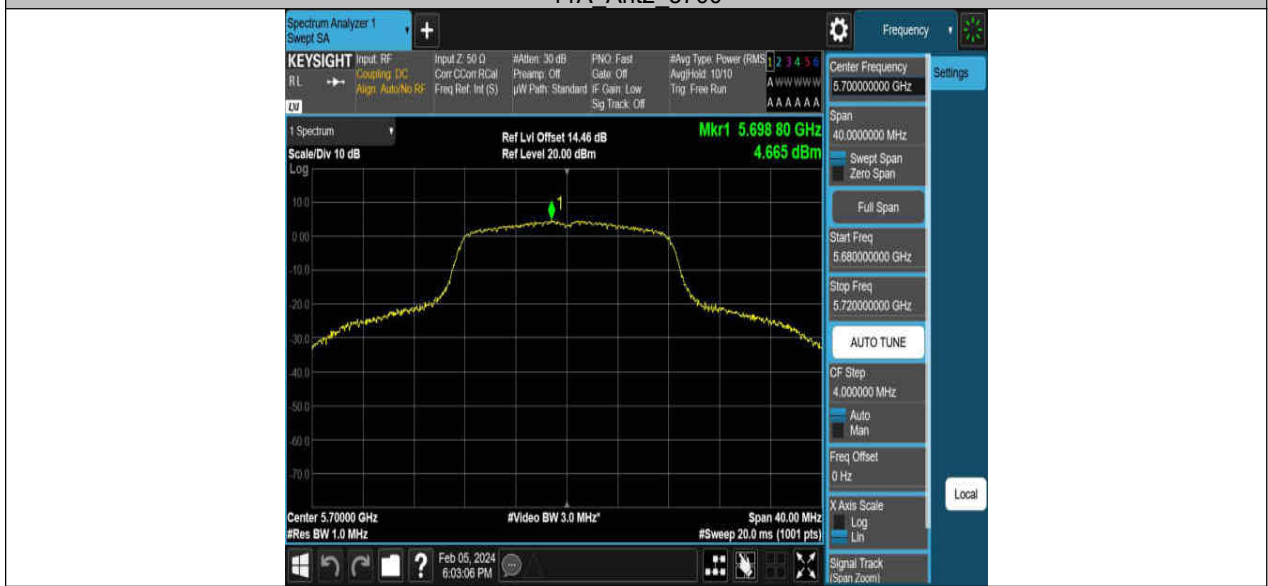 11A_Ant2_5700
Spectrum Analyzer 1
Swept SA
+
Frequency
KEYSIGHT
RL
LXI
Input: RF
Coupling: DC
Align: Auto/No RF
Input Z: 50 Ω
Corr CCorr RCal
Freq Ref: Int (S)
#Atten: 30 dB
Preamp: Off
µW Path: Standard
PNO: Fast
Gate: Off
IF Gain: Low
Sig Track: Off
#Avg Type: Power (RMS
Avg|Hold: 10/10
Trig: Free Run
1 2 3 4 5 6
A W W W W W
A A A A A A
1 Spectrum
Scale/Div 10 dB
Log
Ref Lvl Offset 14.46 dB
Ref Level 20.00 dBm
Mkr1 5.698 80 GHz
4.665 dBm
1
10.0
0.00
-10.0
-20.0
-30.0
-40.0
-50.0
-60.0
-70.0
Center 5.70000 GHz
#Res BW 1.0 MHz
#Video BW 3.0 MHz*
Span 40.00 MHz
#Sweep 20.0 ms (1001 pts)
?
Feb 05, 2024
6:03:06 PM
Center Frequency
5.700000000 GHz
Settings
Span
40.0000000 MHz
Swept Span
Zero Span
Full Span
Start Freq
5.680000000 GHz
Stop Freq
5.720000000 GHz
AUTO TUNE
CF Step
4.000000 MHz
Auto
Man
Freq Offset
0 Hz
Local
X Axis Scale
Log
Lin
Signal Track
(Span Zoom)